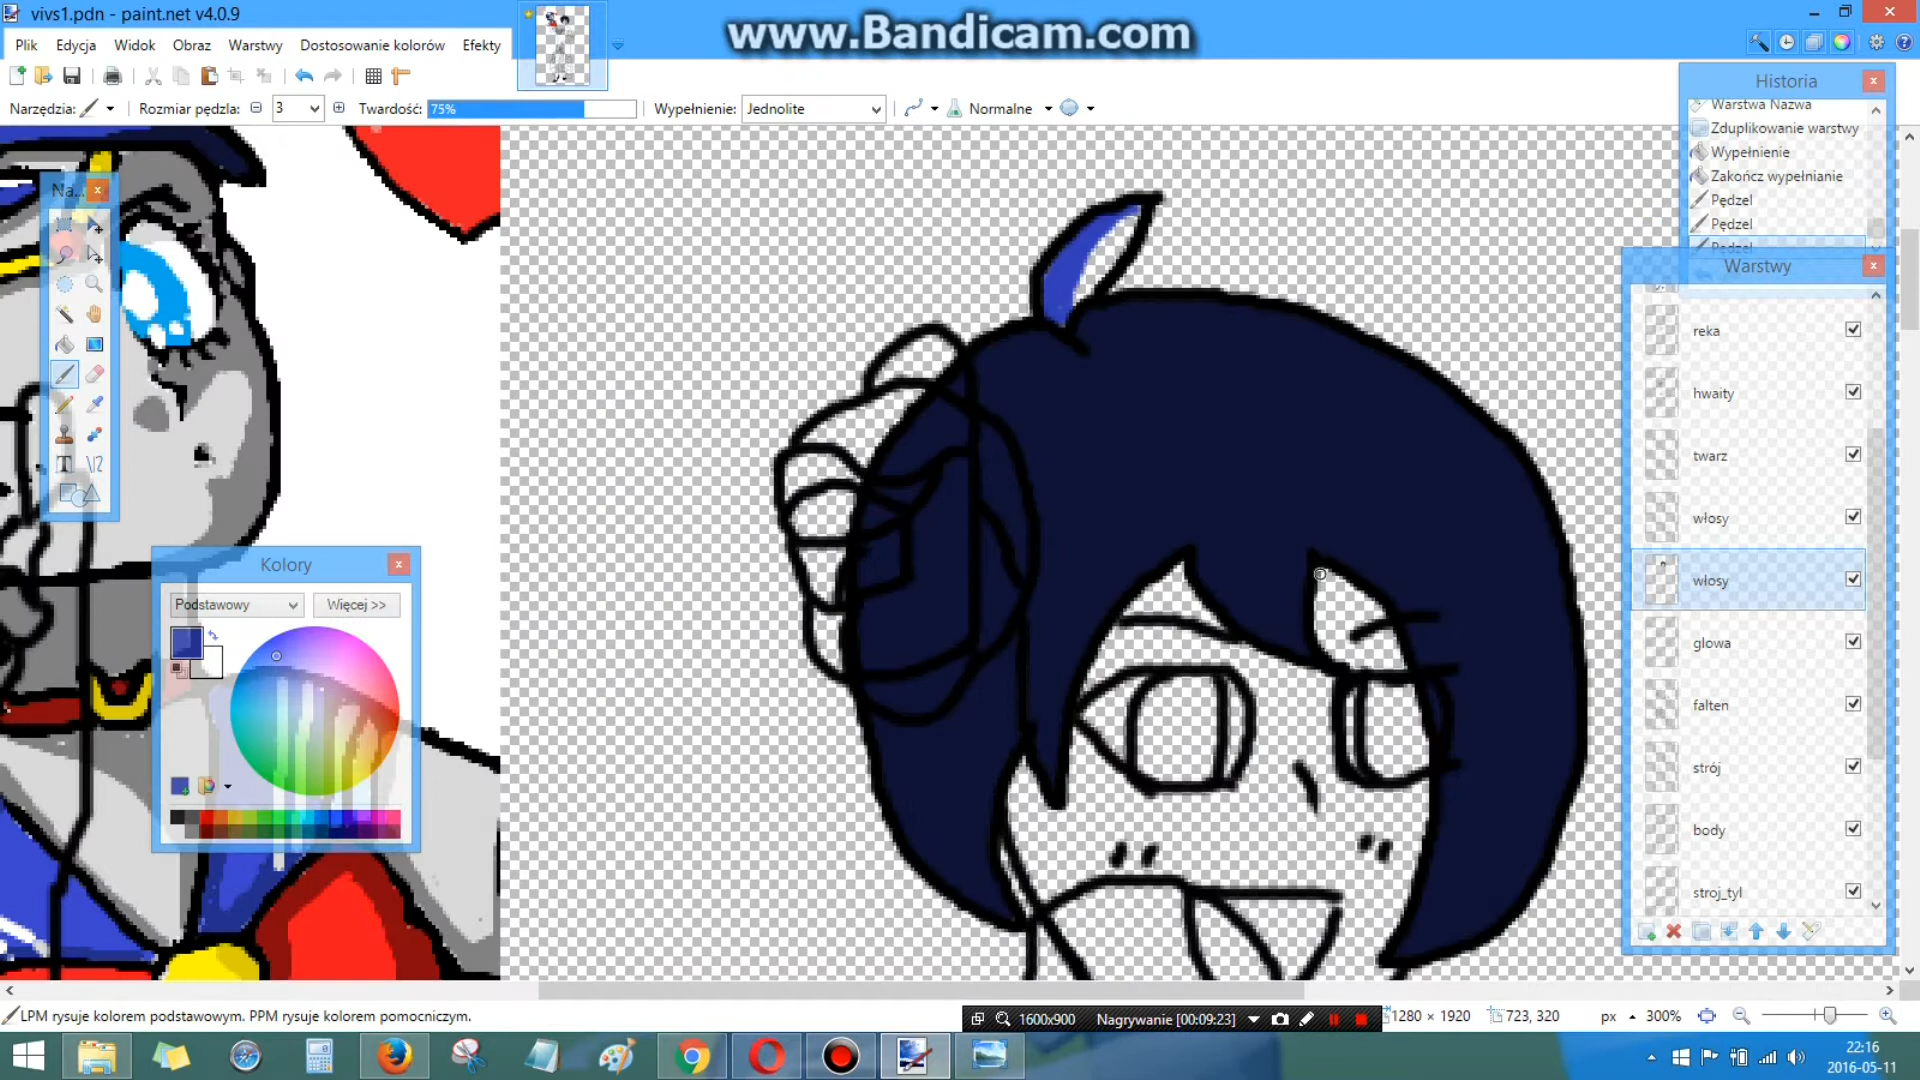 vivs1.pdn - paint.net v4.0.9
www.Bandicam.com
Plik Edycja Widok Obraz Warstwy Dostosowanie kolorów Efekty
Narzędzia: Rozmiar pędzla: 3 Twardość: 75% Wypełnienie: Jednolite Normalne
Historia
Warstwa Nazwa
Zduplikowanie warstwy
Wypełnienie
Zakończ wypełnianie
Pędzel
Pędzel
Pędzel
Na...
Warstwy
reka
hwaity
twarz
włosy
włosy
glowa
falten
strój
body
stroj_tyl
Kolory
Podstawowy Więcej >>
LPM rysuje kolorem podstawowym. PPM rysuje kolorem pomocniczym.
1600x900 Nagrywanie [00:09:23] 1280 × 1920 723, 320 px 300%
22:16
2016-05-11